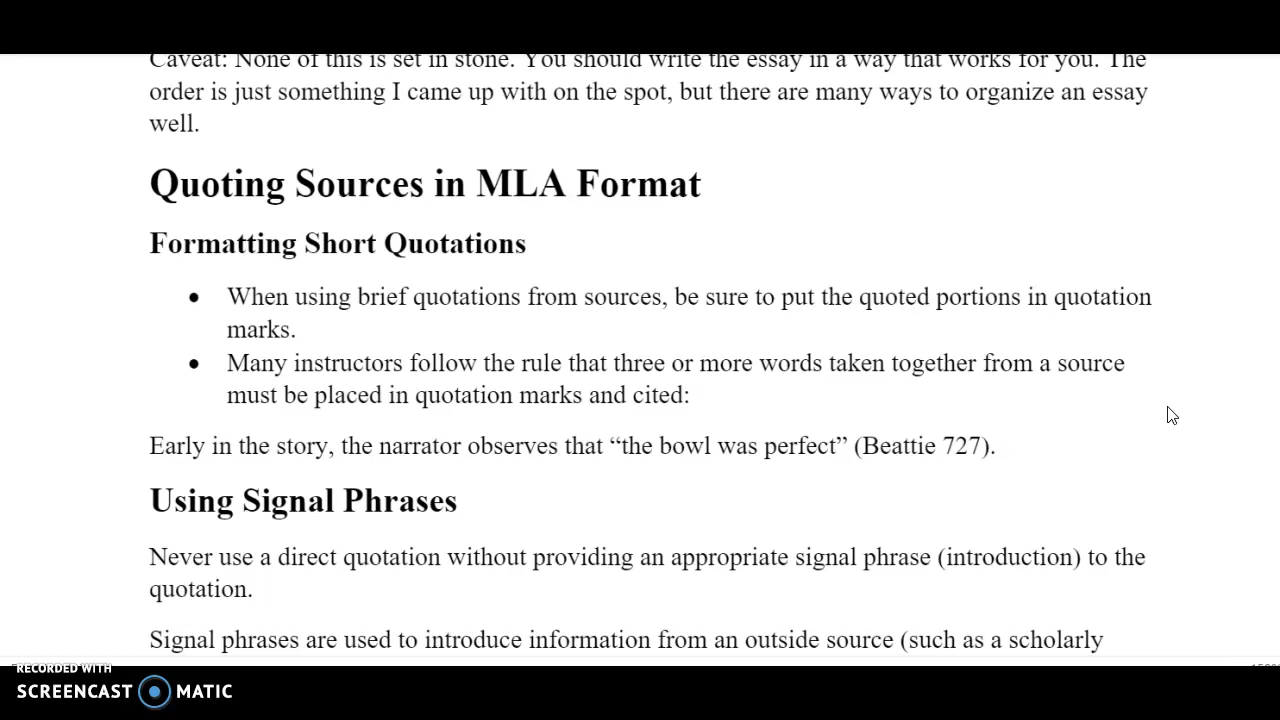 Caveat: None of this is set in stone. You should write the essay in a way that works for you. The
order is just something I came up with on the spot, but there are many ways to organize an essay
well.
Quoting Sources in MLA Format
Formatting Short Quotations
• When using brief quotations from sources, be sure to put the quoted portions in quotation
marks.
• Many instructors follow the rule that three or more words taken together from a source
must be placed in quotation marks and cited:
Early in the story, the narrator observes that “the bowl was perfect” (Beattie 727).
Using Signal Phrases
Never use a direct quotation without providing an appropriate signal phrase (introduction) to the
quotation.
Signal phrases are used to introduce information from an outside source (such as a scholarly
RECORDED WITH
SCREENCAST MATIC